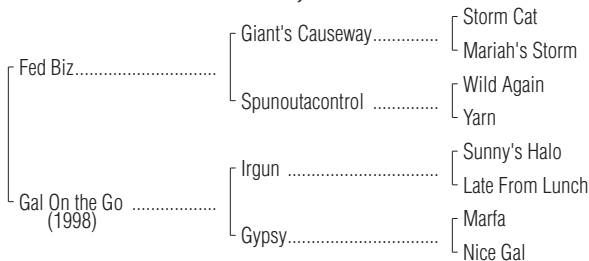 Storm Cat
Giant's Causeway..............
Mariah's Storm
Fed Biz..............................
Wild Again
Spunoutacontrol ..............
Yarn
Sunny's Halo
Irgun ................................
Late From Lunch
Gal On the Go ..................
(1998)
Marfa
Gypsy................................
Nice Gal